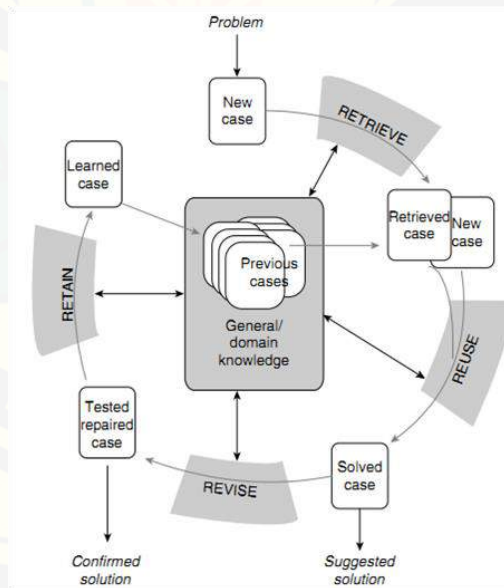 Problem
New
case
RETRIEVE
Learned
case
Retrieved
case
New
case
Previous
cases
General/
domain
knowledge
RETAIN
REUSE
Tested
repaired
case
REVISE
Solved
case
Confirmed
solution
Suggested
solution